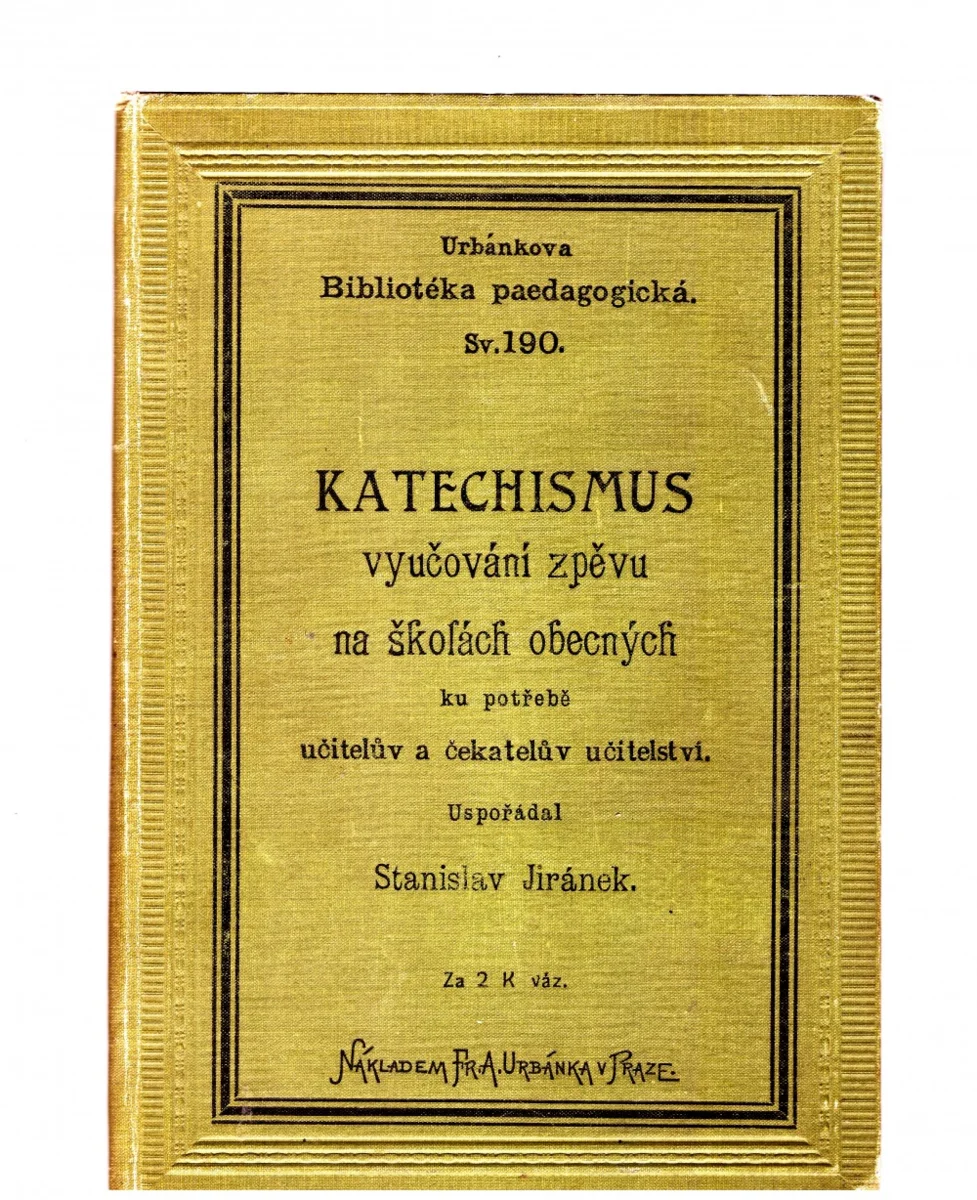 Urbánkova
Bibliotéka paedagogická.
Sv.190.
KATECHISMUS
vyučování zpěvu
na školách obecných
ku potřebě
učitelův a čekatelův učitelství.
Uspořádal
Stanislav Jiránek.
Za 2 K váz.
NÁKLADEM FR. A. URBÁNKA V PRAZE.